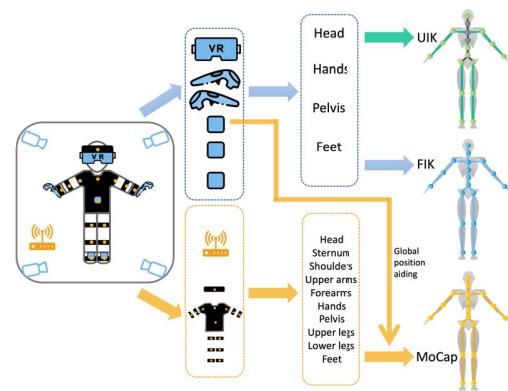 VR
VR
Head
Hands
Pelvis
Feet
UIK
FIK
Head
Sternum
Shoulders
Upper arms
Forearms
Hands
Pelvis
Upper legs
Lower legs
Feet
Global
position
aiding
MoCap